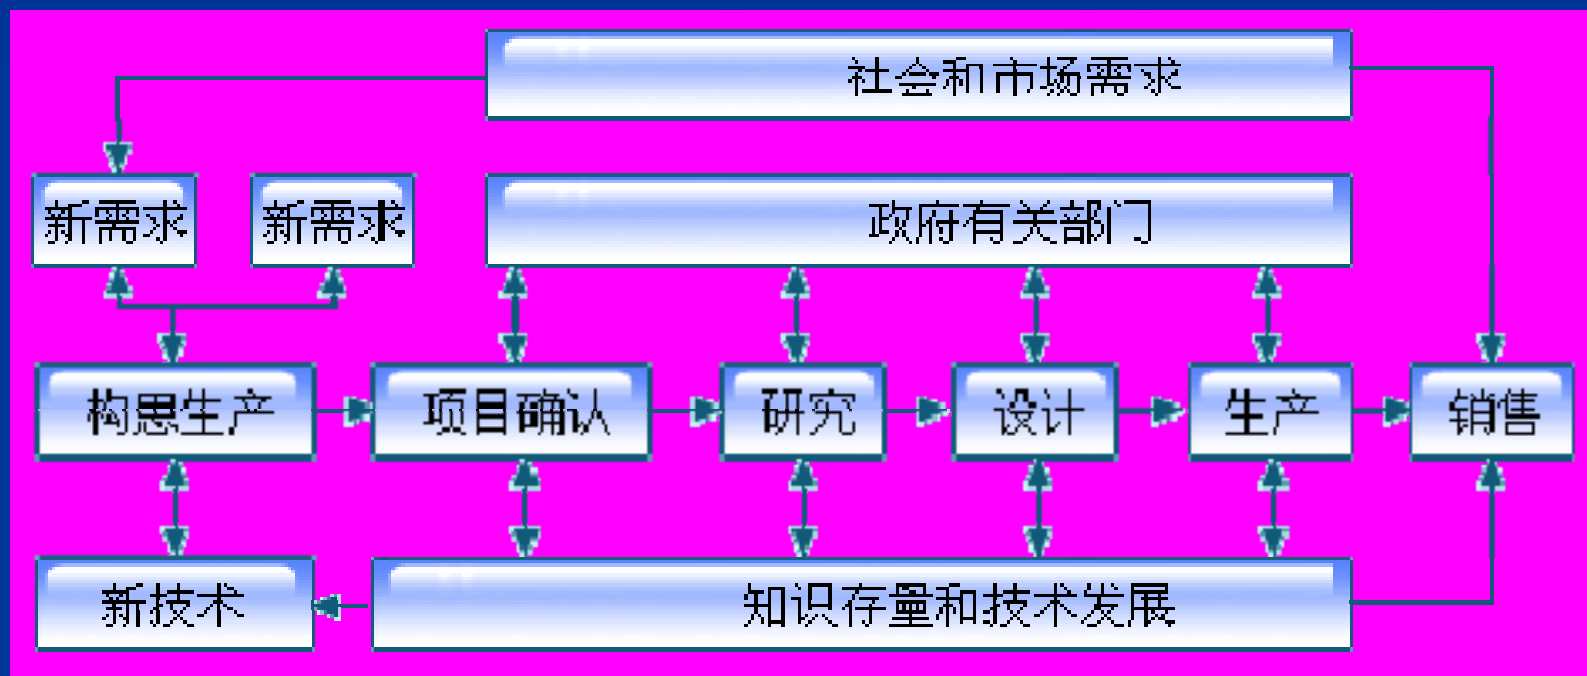 社会和市场需求
新需求
新需求
政府有关部门
构思生产
项目确认
研究
设计
生产
销售
新技术
知识存量和技术发展